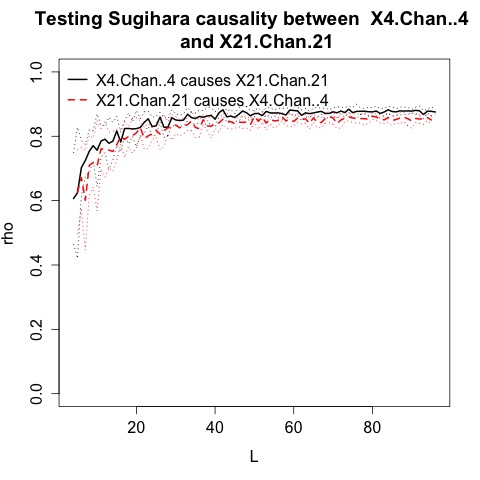 Testing Sugihara causality between  X4.Chan..4
and X21.Chan.21
X4.Chan..4 causes X21.Chan.21
X21.Chan.21 causes X4.Chan..4
1.0
0.8
0.6
0.4
0.2
0.0
rho
20 40 60 80
L